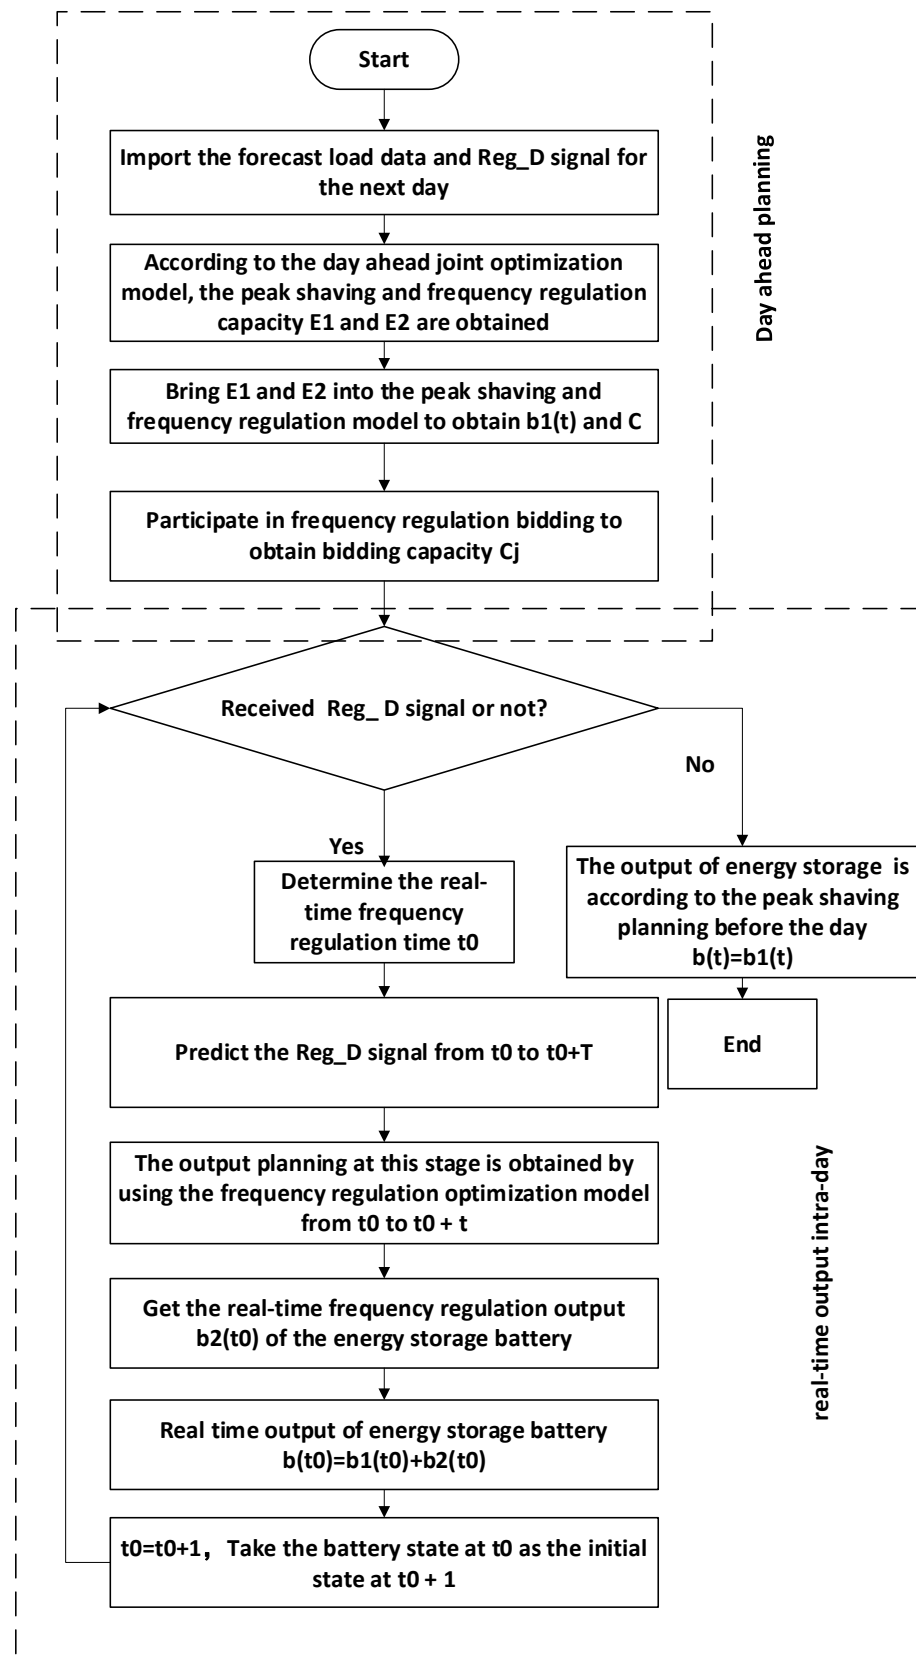 Start
Import the forecast load data and Reg_D signal for
the next day
According to the day ahead joint optimization
model, the peak shaving and frequency regulation
capacity E1 and E2 are obtained
Bring E1 and E2 into the peak shaving and
frequency regulation model to obtain b1(t) and C
Participate in frequency regulation bidding to
obtain bidding capacity Cj
Day ahead planning
Received  Reg_ D signal or not?
No
Yes
Determine the real-
time frequency
regulation time t0
The output of energy storage  is
according to the peak shaving
planning before the day
b(t)=b1(t)
End
Predict the Reg_D signal from t0 to t0+T
The output planning at this stage is obtained by
using the frequency regulation optimization model
from t0 to t0 + t
Get the real-time frequency regulation output
b2(t0) of the energy storage battery
Real time output of energy storage battery
b(t0)=b1(t0)+b2(t0)
t0=t0+1，Take the battery state at t0 as the initial
state at t0 + 1
real-time output intra-day